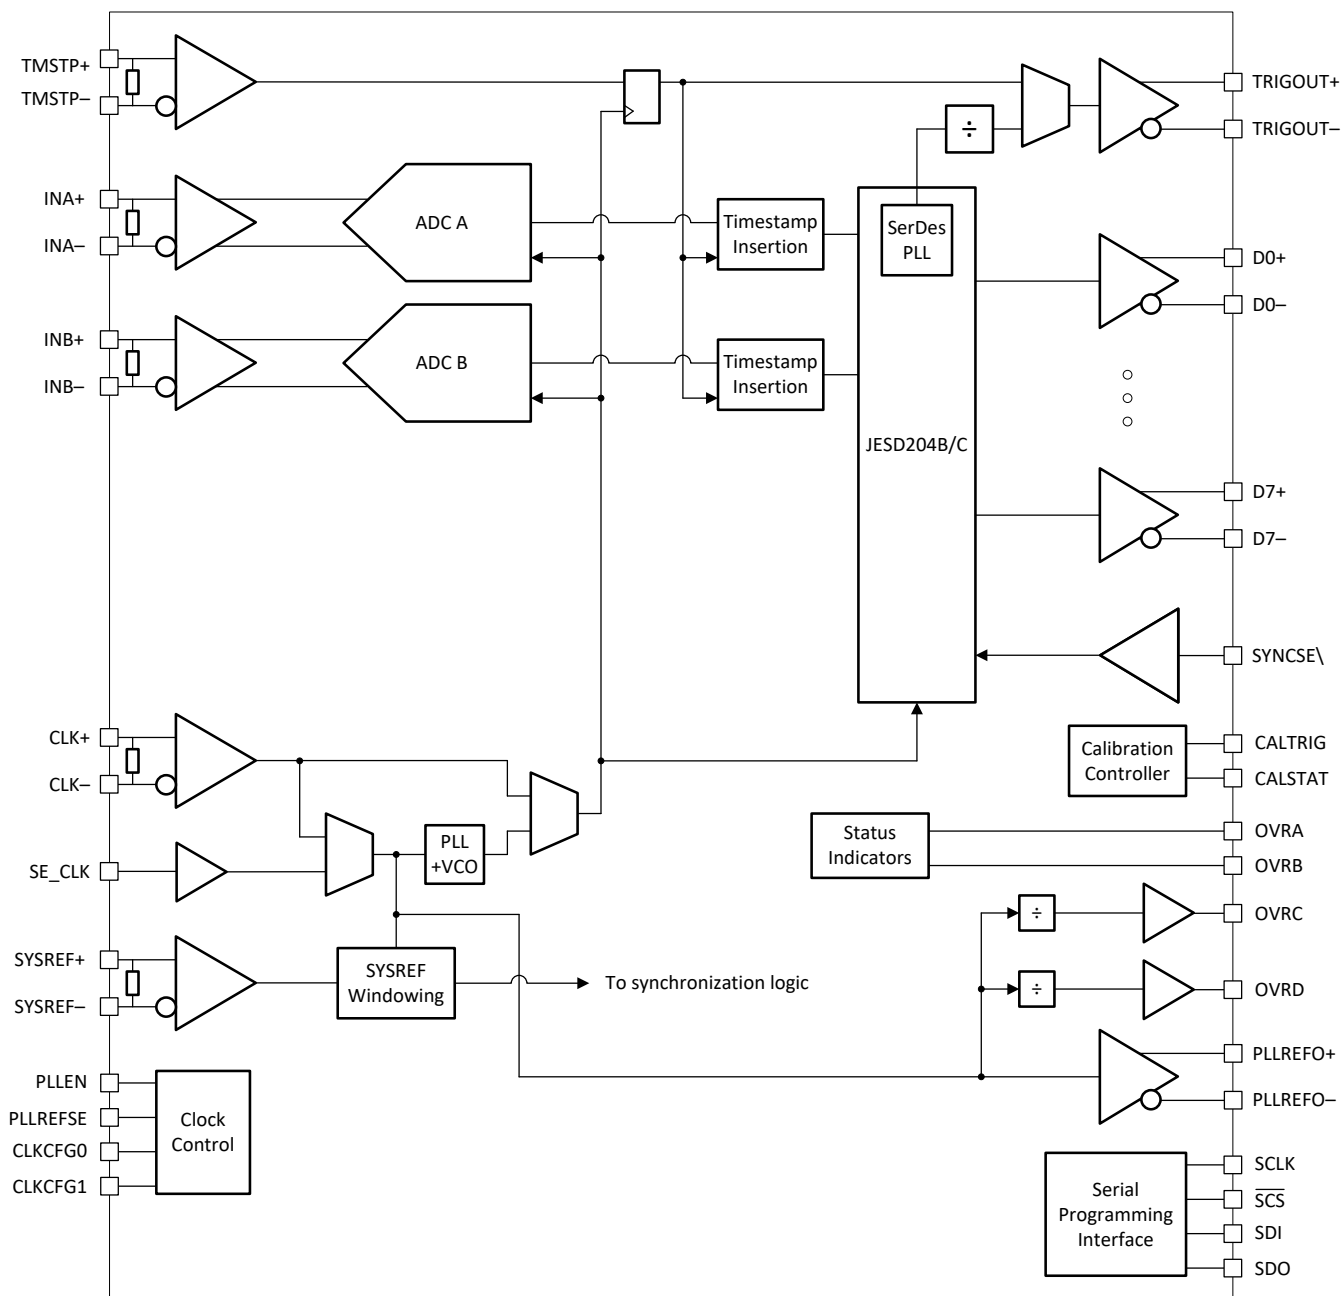 TMSTP+
TMSTP–
TRIGOUT+
TRIGOUT–
÷
INA+
INA–
ADC A
Timestamp
Insertion
SerDes
PLL
D0+
D0–
INB+
INB–
ADC B
Timestamp
Insertion
JESD204B/C
D7+
D7–
SYNCSE\
CLK+
CLK–
Calibration
Controller
CALTRIG
CALSTAT
SE_CLK
PLL
+VCO
Status
Indicators
OVRA
OVRB
÷
OVRC
SYSREF+
SYSREF–
SYSREF
Windowing
To synchronization logic
÷
OVRD
PLLREFO+
PLLREFO–
PLLEN
PLLREFSE
CLKCFG0
CLKCFG1
Clock
Control
Serial
Programming
Interface
SCLK
SCS
SDI
SDO